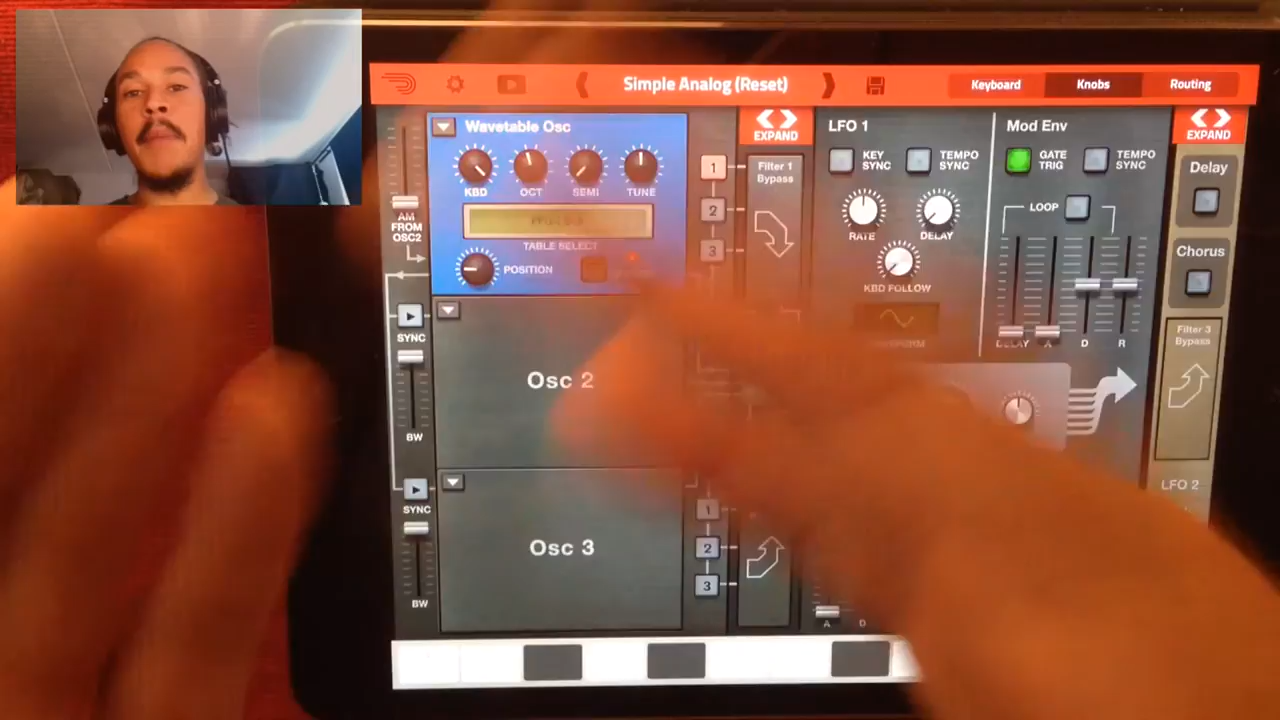 Simple Analog (Reset)
Keyboard
Knobs
Routing
Wavetable Osc
KBD
OCT
SEMI
TUNE
TABLE SELECT
POSITION
AM
FROM
OSC2
SYNC
BW
Osc 2
SYNC
BW
Osc 3
EXPAND
Filter 1
Bypass
1
2
3
1
2
3
LFO 1
KEY
SYNC
TEMPO
SYNC
RATE
DELAY
KBD FOLLOW
A
D
Mod Env
GATE
TRIG
TEMPO
SYNC
LOOP
DELAY
A
D
R
EXPAND
Delay
Chorus
Filter 3
Bypass
LFO 2